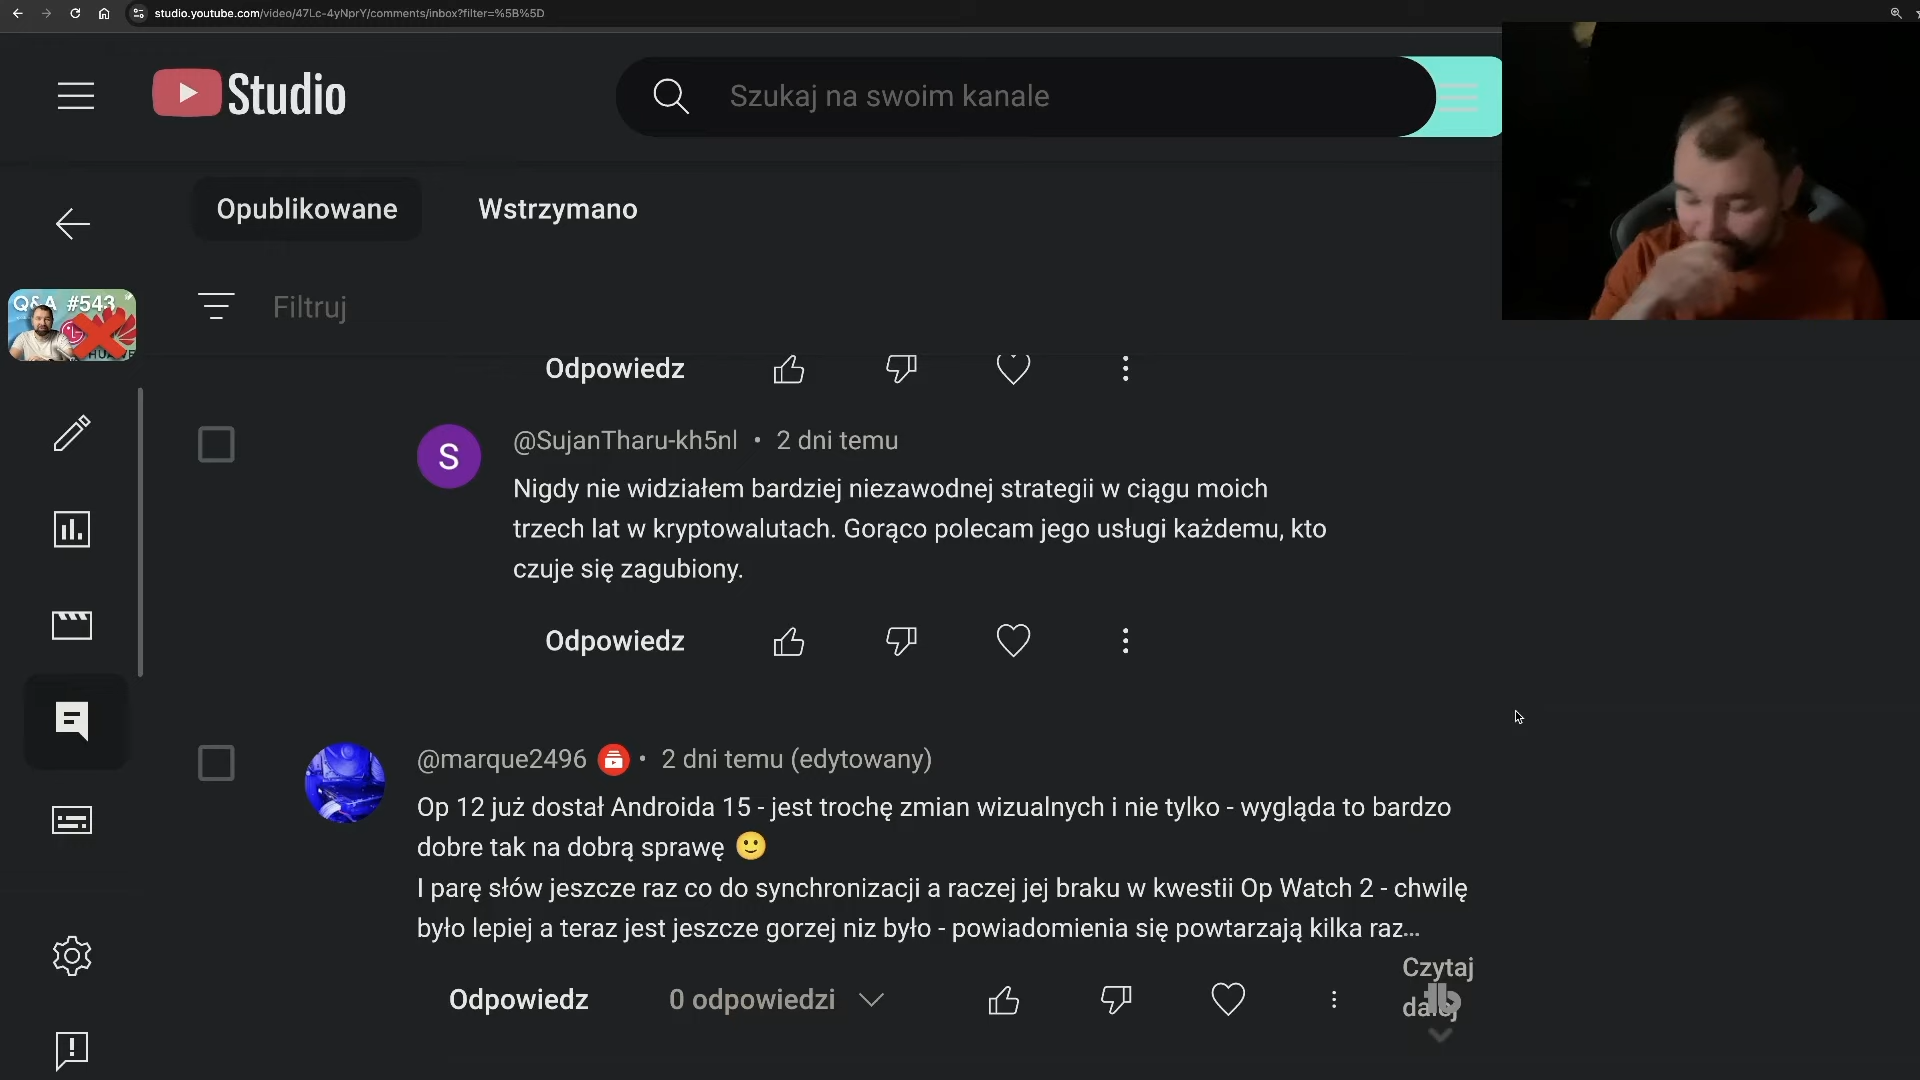 studio.youtube.com/video/47Lc-4yNprY/comments/inbox?filter=%5B%5D
Studio
Szukaj na swoim kanale
Opublikowane
Wstrzymano
Q&A #543
Filtruj
Odpowiedz
S
@SujanTharu-kh5nl • 2 dni temu
Nigdy nie widziałem bardziej niezawodnej strategii w ciągu moich
trzech lat w kryptowalutach. Gorąco polecam jego usługi każdemu, kto
czuje się zagubiony.
Odpowiedz
@marque2496 • 2 dni temu (edytowany)
Op 12 już dostał Androida 15 - jest trochę zmian wizualnych i nie tylko - wygląda to bardzo
dobre tak na dobrą sprawę 🙂
I parę słów jeszcze raz co do synchronizacji a raczej jej braku w kwestii Op Watch 2 - chwilę
było lepiej a teraz jest jeszcze gorzej niz było - powiadomienia się powtarzają kilka raz...
Czytaj
dalej
Odpowiedz
0 odpowiedzi